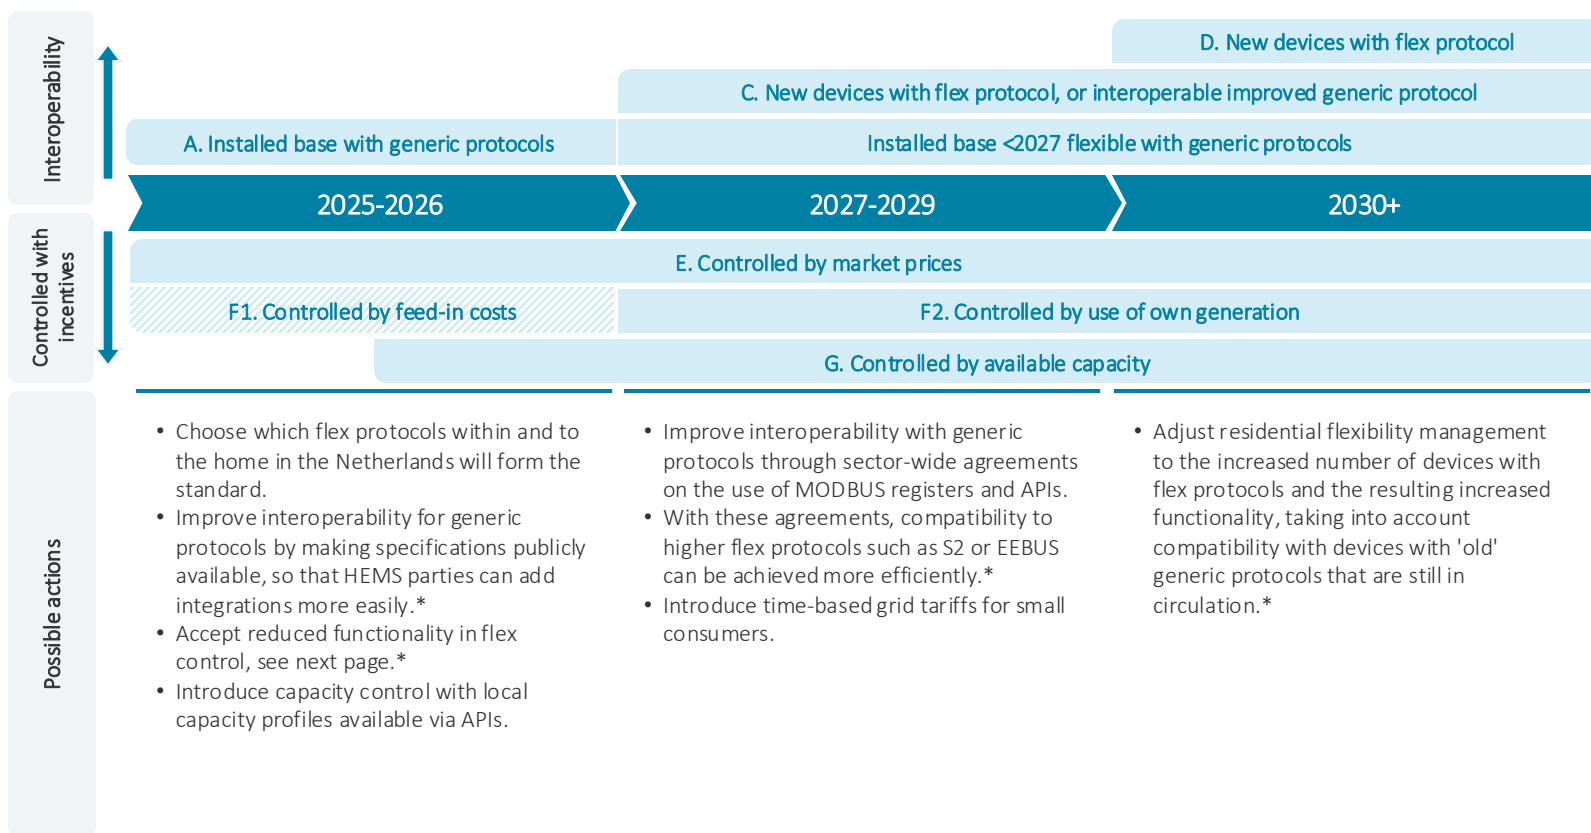 Interoperability
D. New devices with flex protocol
C. New devices with flex protocol, or interoperable improved generic protocol
A. Installed base with generic protocols
Installed base <2027 flexible with generic protocols
2025-2026
2027-2029
2030+
Controlled with
incentives
E. Controlled by market prices
F1. Controlled by feed-in costs
F2. Controlled by use of own generation
G. Controlled by available capacity
Possible actions
• Choose which flex protocols within and to
the home in the Netherlands will form the
standard.
• Improve interoperability for generic
protocols by making specifications publicly
available, so that HEMS parties can add
integrations more easily.*
• Accept reduced functionality in flex
control, see next page.*
• Introduce capacity control with local
capacity profiles available via APIs.
• Improve interoperability with generic
protocols through sector-wide agreements
on the use of MODBUS registers and APIs.
• With these agreements, compatibility to
higher flex protocols such as S2 or EEBUS
can be achieved more efficiently.*
• Introduce time-based grid tariffs for small
consumers.
• Adjust residential flexibility management
to the increased number of devices with
flex protocols and the resulting increased
functionality, taking into account
compatibility with devices with 'old'
generic protocols that are still in
circulation.*